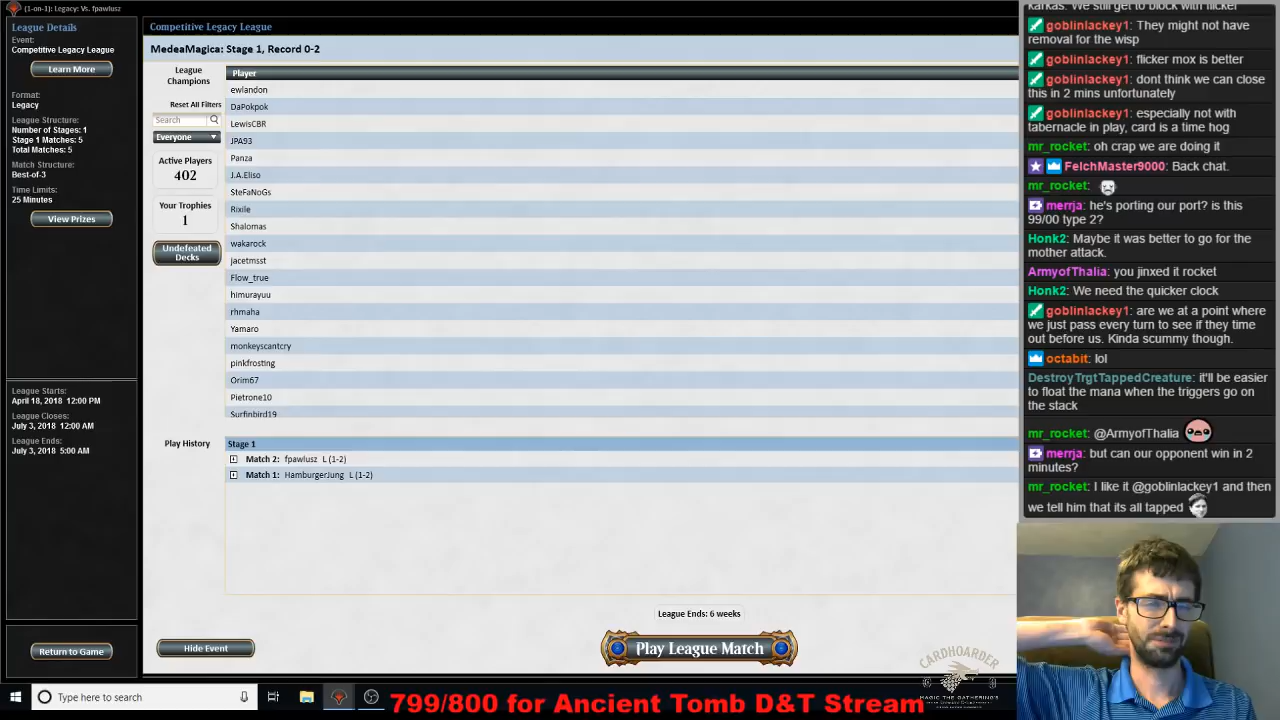 (1-on-1): Legacy: Vs. fpawlusz
League Details
Event:
Competitive Legacy League
Learn More
Format:
Legacy
League Structure:
Number of Stages: 1
Stage 1 Matches: 5
Total Matches: 5
Match Structure:
Best-of-3
Time Limits:
25 Minutes
View Prizes
League Starts:
April 18, 2018 12:00 PM
League Closes:
July 3, 2018 12:00 AM
League Ends:
July 3, 2018 5:00 AM
Return to Game
Competitive Legacy League
MedeaMagica: Stage 1, Record 0-2
League
Champions
Reset All Filters
Search
Everyone
Active Players
402
Your Trophies
1
Undefeated
Decks
Player
ewlandon
DaPokpok
LewisCBR
JPA93
Panza
J.A.Eliso
SteFaNoGs
Rixile
Shalomas
wakarock
jacetmsst
Flow_true
himurayuu
rhmaha
Yamaro
monkeyscantcry
pinkfrosting
Orim67
Pietrone10
Surfinbird19
Play History
Stage 1
Match 2: fpawlusz L (1-2)
Match 1: HamburgerJung L (1-2)
League Ends: 6 weeks
Hide Event
Play League Match
CARDHOARDER
Type here to search
799/800 for Ancient Tomb D&T Stream
karkas. We still get to block with flicker
goblinlackey1: They might not have
removal for the wisp
goblinlackey1: flicker mox is better
goblinlackey1: dont think we can close
this in 2 mins unfortunately
goblinlackey1: especially not with
tabernacle in play, card is a time hog
mr_rocket: oh crap we are doing it
FelchMaster9000: Back chat.
mr_rocket:
merrja: he's porting our port? is this
99/00 type 2?
Honk2: Maybe it was better to go for the
mother attack.
ArmyofThalia: you jinxed it rocket
Honk2: We need the quicker clock
goblinlackey1: are we at a point where
we just pass every turn to see if they time
out before us. Kinda scummy though.
octabit: lol
DestroyTrgtTappedCreature: it'll be easier
to float the mana when the triggers go on
the stack
mr_rocket: @ArmyofThalia
merrja: but can our opponent win in 2
minutes?
mr_rocket: I like it @goblinlackey1 and then
we tell him that its all tapped